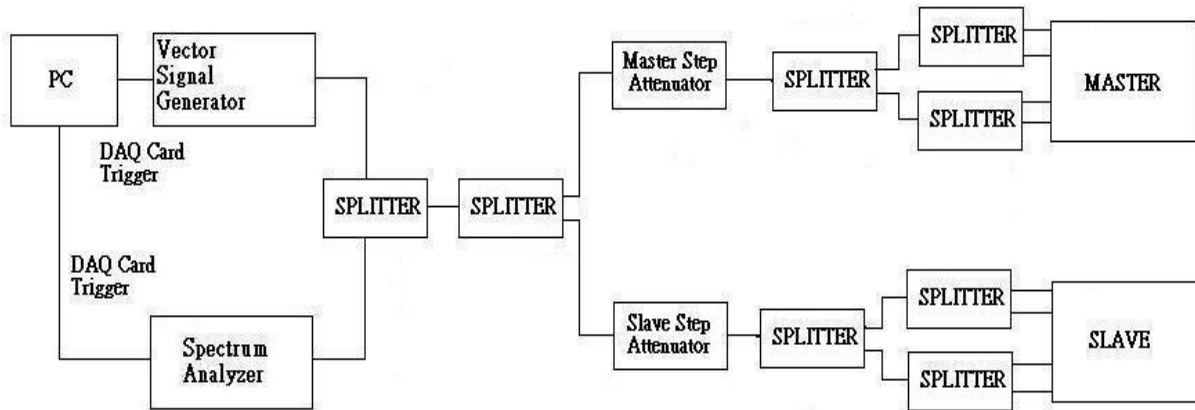 PC
Vector
Signal
Generator
DAQ Card
Trigger
DAQ Card
Trigger
Spectrum
Analyzer
SPLITTER
SPLITTER
Master Step
Attenuator
SPLITTER
SPLITTER
SPLITTER
MASTER
Slave Step
Attenuator
SPLITTER
SPLITTER
SPLITTER
SLAVE